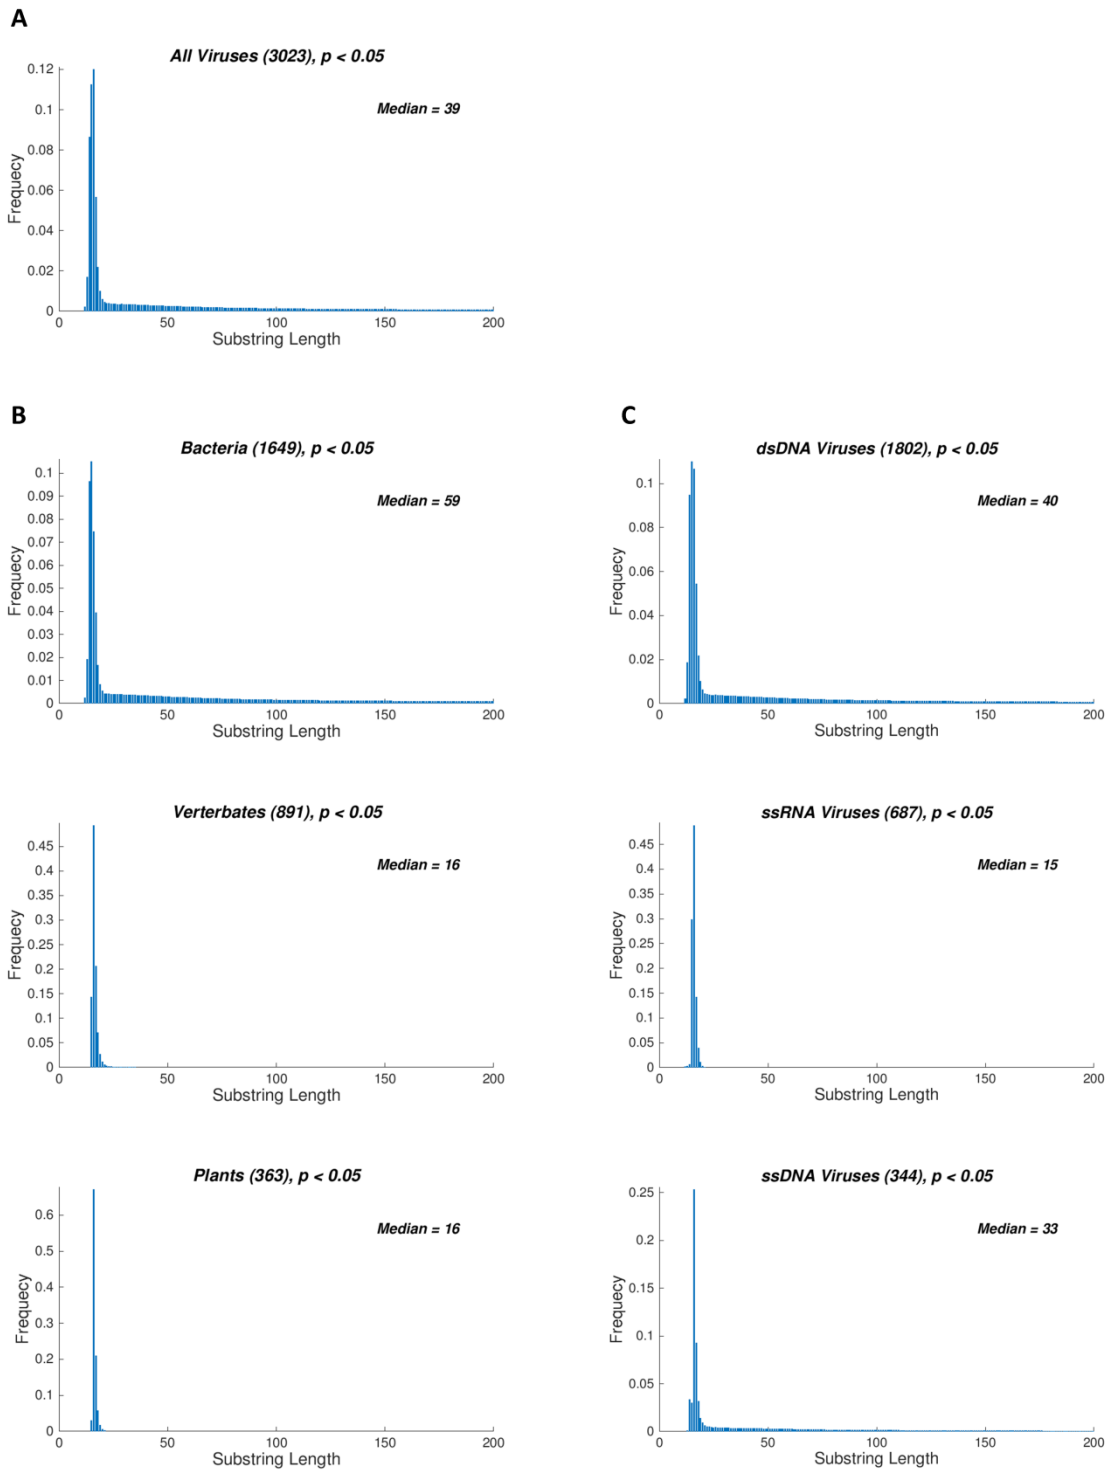 A
All Viruses (3023), p < 0.05
Median = 39
Frequecy
0.12
0.1
0.08
0.06
0.04
0.02
0
0 50 100 150 200
Substring Length
B
Bacteria (1649), p < 0.05
Median = 59
Frequecy
0.1
0.09
0.08
0.07
0.06
0.05
0.04
0.03
0.02
0.01
0
0 50 100 150 200
Substring Length
Verterbates (891), p < 0.05
Median = 16
Frequecy
0.45
0.4
0.35
0.3
0.25
0.2
0.15
0.1
0.05
0
0 50 100 150 200
Substring Length
Plants (363), p < 0.05
Median = 16
Frequecy
0.6
0.5
0.4
0.3
0.2
0.1
0
0 50 100 150 200
Substring Length
C
dsDNA Viruses (1802), p < 0.05
Median = 40
Frequecy
0.1
0.08
0.06
0.04
0.02
0
0 50 100 150 200
Substring Length
ssRNA Viruses (687), p < 0.05
Median = 15
Frequecy
0.45
0.4
0.35
0.3
0.25
0.2
0.15
0.1
0.05
0
0 50 100 150 200
Substring Length
ssDNA Viruses (344), p < 0.05
Median = 33
Frequecy
0.25
0.2
0.15
0.1
0.05
0
0 50 100 150 200
Substring Length